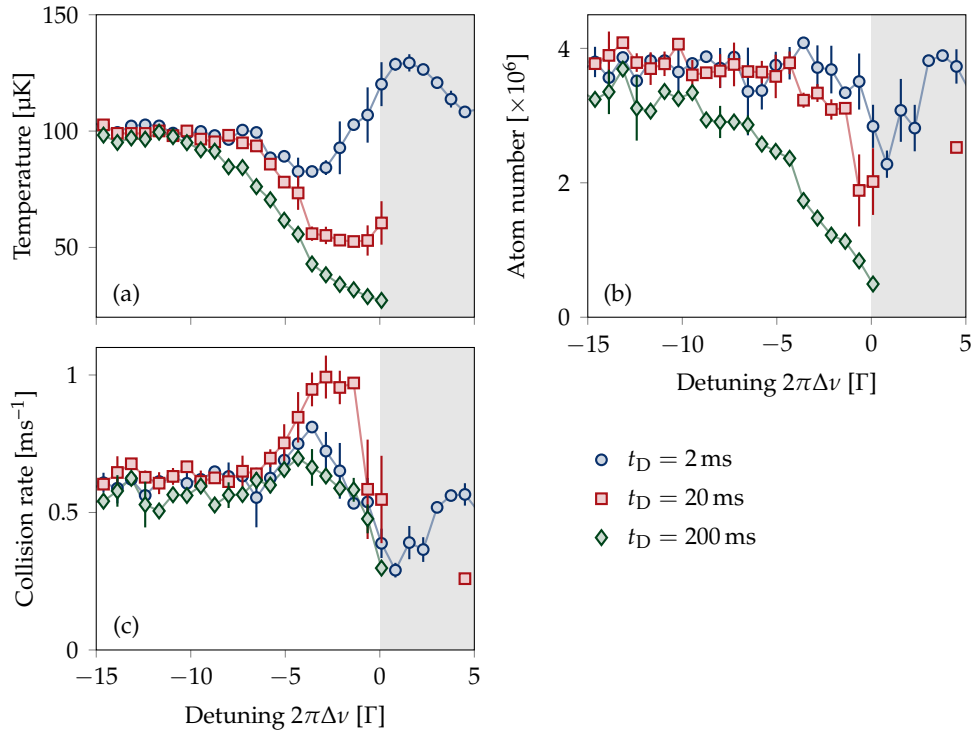 150
100
50
Temperature [µK]
(a)
4
2
0
Atom number [×10⁶]
(b)
−15 −10 −5 0 5
Detuning 2πΔν [Γ]
1
0.5
0
Collision rate [ms⁻¹]
(c)
−15 −10 −5 0 5
Detuning 2πΔν [Γ]
t_D = 2 ms
t_D = 20 ms
t_D = 200 ms